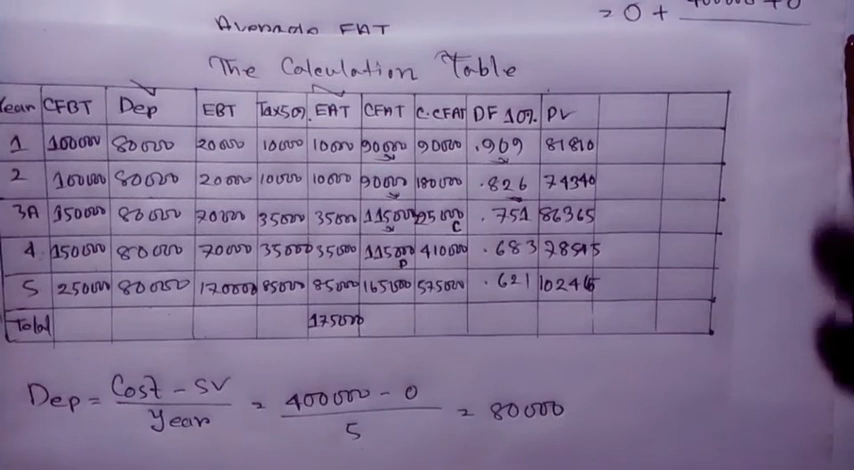 = 0 +
Average EAT
The Calculation Table
Year CFBT Dep EBT Tax50%. EAT CFAT C.CFAT DF 10%. PV
1 100000 80000 20000 10000 10000 90000 90000 .909 81810
2 100000 80000 20000 10000 10000 90000 180000 .826 74340
3A 150000 80000 70000 35000 35000 115000 295000 C .751 86365
4 150000 80000 70000 35000 35000 115000 D 410000 .683 78545
5 250000 80000 170000 85000 85000 165000 575000 .621 102465
Total 175000
Dep = Cost - SV / Year = 400000 - 0 / 5 = 80000